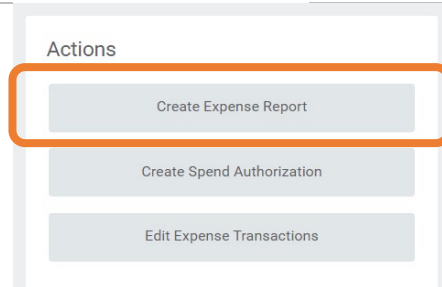 Actions
Create Expense Report
Create Spend Authorization
Edit Expense Transactions